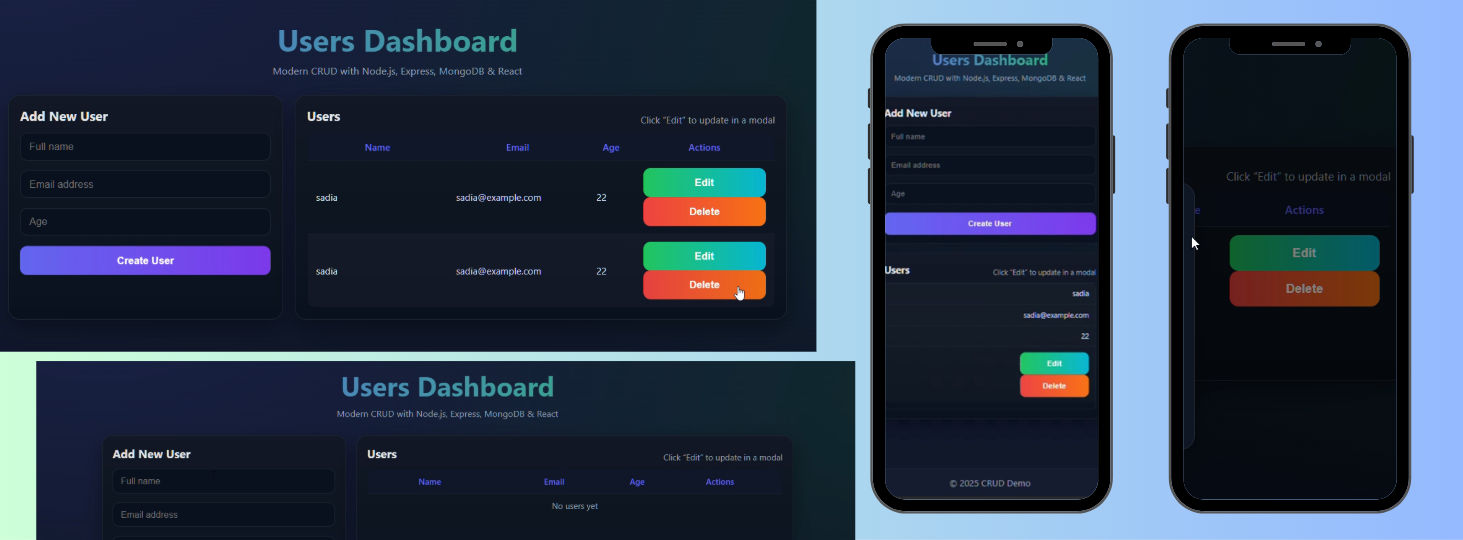 Users Dashboard
Modern CRUD with Node.js, Express, MongoDB & React
Add New User
Full name
Email address
Age
Create User
Users
Click "Edit" to update in a modal
Name Email Age Actions
sadia sadia@example.com 22
Edit
Delete
sadia sadia@example.com 22
Edit
Delete
Users Dashboard
Modern CRUD with Node.js, Express, MongoDB & React
Add New User
Full name
Email address
Users
Click "Edit" to update in a modal
Name Email Age Actions
No users yet
Users Dashboard
Modern CRUD with Node.js, Express, MongoDB & React
Add New User
Full name
Email address
Age
Create User
Users
Click "Edit" to update in a modal
sadia
sadia@example.com
22
Edit
Delete
© 2025 CRUD Demo
Click "Edit" to update in a modal
e Actions
Edit
Delete